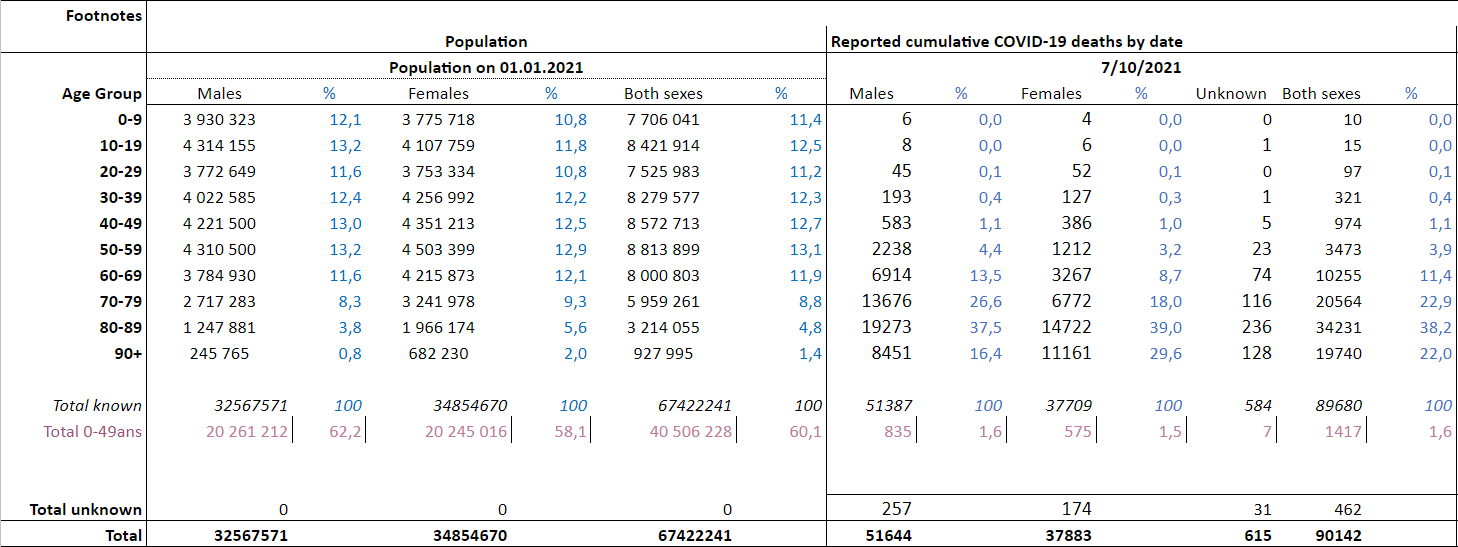 Footnotes
Population Reported cumulative COVID-19 deaths by date
Population on 01.01.2021 7/10/2021
Age Group Males % Females % Both sexes % Males % Females % Unknown Both sexes %
0-9 3 930 323 12,1 3 775 718 10,8 7 706 041 11,4 6 0,0 4 0,0 0 10 0,0
10-19 4 314 155 13,2 4 107 759 11,8 8 421 914 12,5 8 0,0 6 0,0 1 15 0,0
20-29 3 772 649 11,6 3 753 334 10,8 7 525 983 11,2 45 0,1 52 0,1 0 97 0,1
30-39 4 022 585 12,4 4 256 992 12,2 8 279 577 12,3 193 0,4 127 0,3 1 321 0,4
40-49 4 221 500 13,0 4 351 213 12,5 8 572 713 12,7 583 1,1 386 1,0 5 974 1,1
50-59 4 310 500 13,2 4 503 399 12,9 8 813 899 13,1 2238 4,4 1212 3,2 23 3473 3,9
60-69 3 784 930 11,6 4 215 873 12,1 8 000 803 11,9 6914 13,5 3267 8,7 74 10255 11,4
70-79 2 717 283 8,3 3 241 978 9,3 5 959 261 8,8 13676 26,6 6772 18,0 116 20564 22,9
80-89 1 247 881 3,8 1 966 174 5,6 3 214 055 4,8 19273 37,5 14722 39,0 236 34231 38,2
90+ 245 765 0,8 682 230 2,0 927 995 1,4 8451 16,4 11161 29,6 128 19740 22,0
Total known 32567571 100 34854670 100 67422241 100 51387 100 37709 100 584 89680 100
Total 0-49ans 20 261 212 62,2 20 245 016 58,1 40 506 228 60,1 835 1,6 575 1,5 7 1417 1,6
Total unknown 0 0 0 257 174 31 462
Total 32567571 34854670 67422241 51644 37883 615 90142